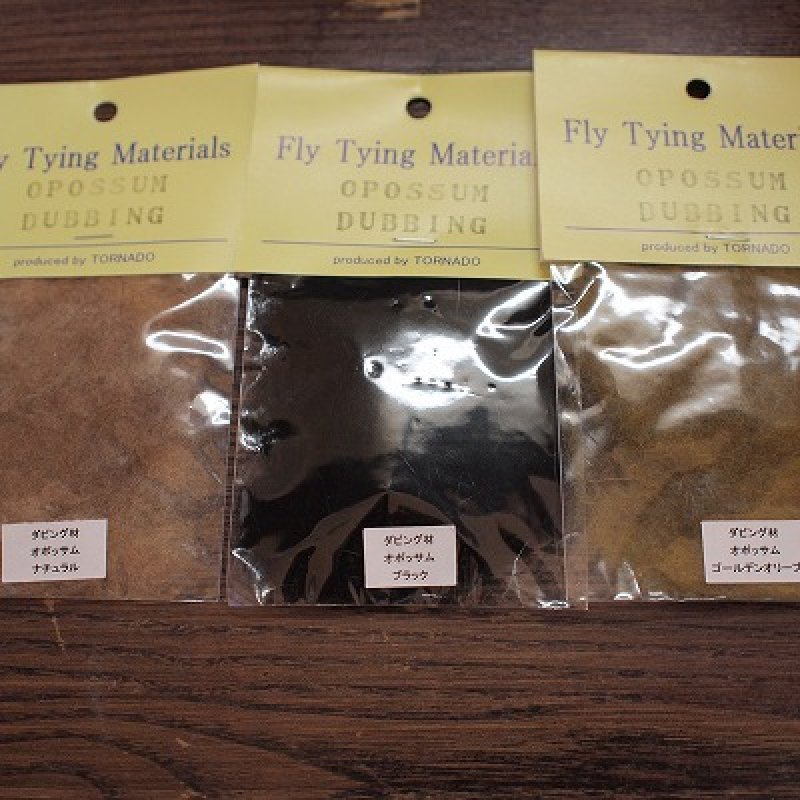 y Tying Materials
OPOSSUM
DUBBING
produced by TORNADO
ダビング材
オポッサム
ナチュラル
Fly Tying Materia
OPOSSUM
DUBBING
produced by TORNADO
ダビング材
オポッサム
ブラック
Fly Tying Mater
OPOSSUM
DUBBING
produced by TORNADO
ダビング材
オポッサム
ゴールデンオリーブ